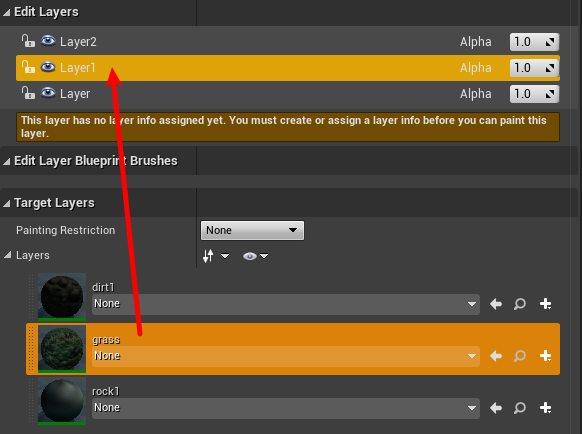 Edit Layers
Layer2 Alpha 1.0
Layer1 Alpha 1.0
Layer Alpha 1.0
This layer has no layer info assigned yet. You must create or assign a layer info before you can paint this
layer.
Edit Layer Blueprint Brushes
Target Layers
Painting Restriction None
Layers
dirt1
None
grass
None
rock1
None